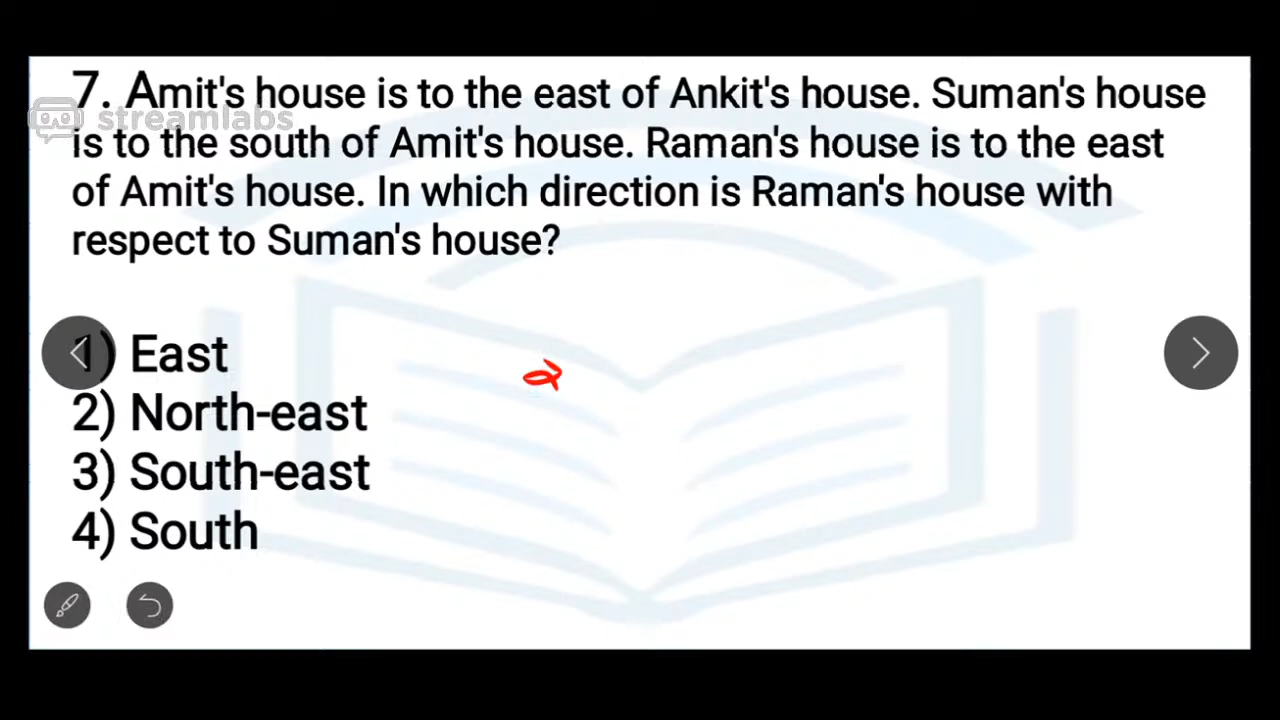 7. Amit's house is to the east of Ankit's house. Suman's house
streamlabs
is to the south of Amit's house. Raman's house is to the east
of Amit's house. In which direction is Raman's house with
respect to Suman's house?
1) East
2) North-east
3) South-east
4) South